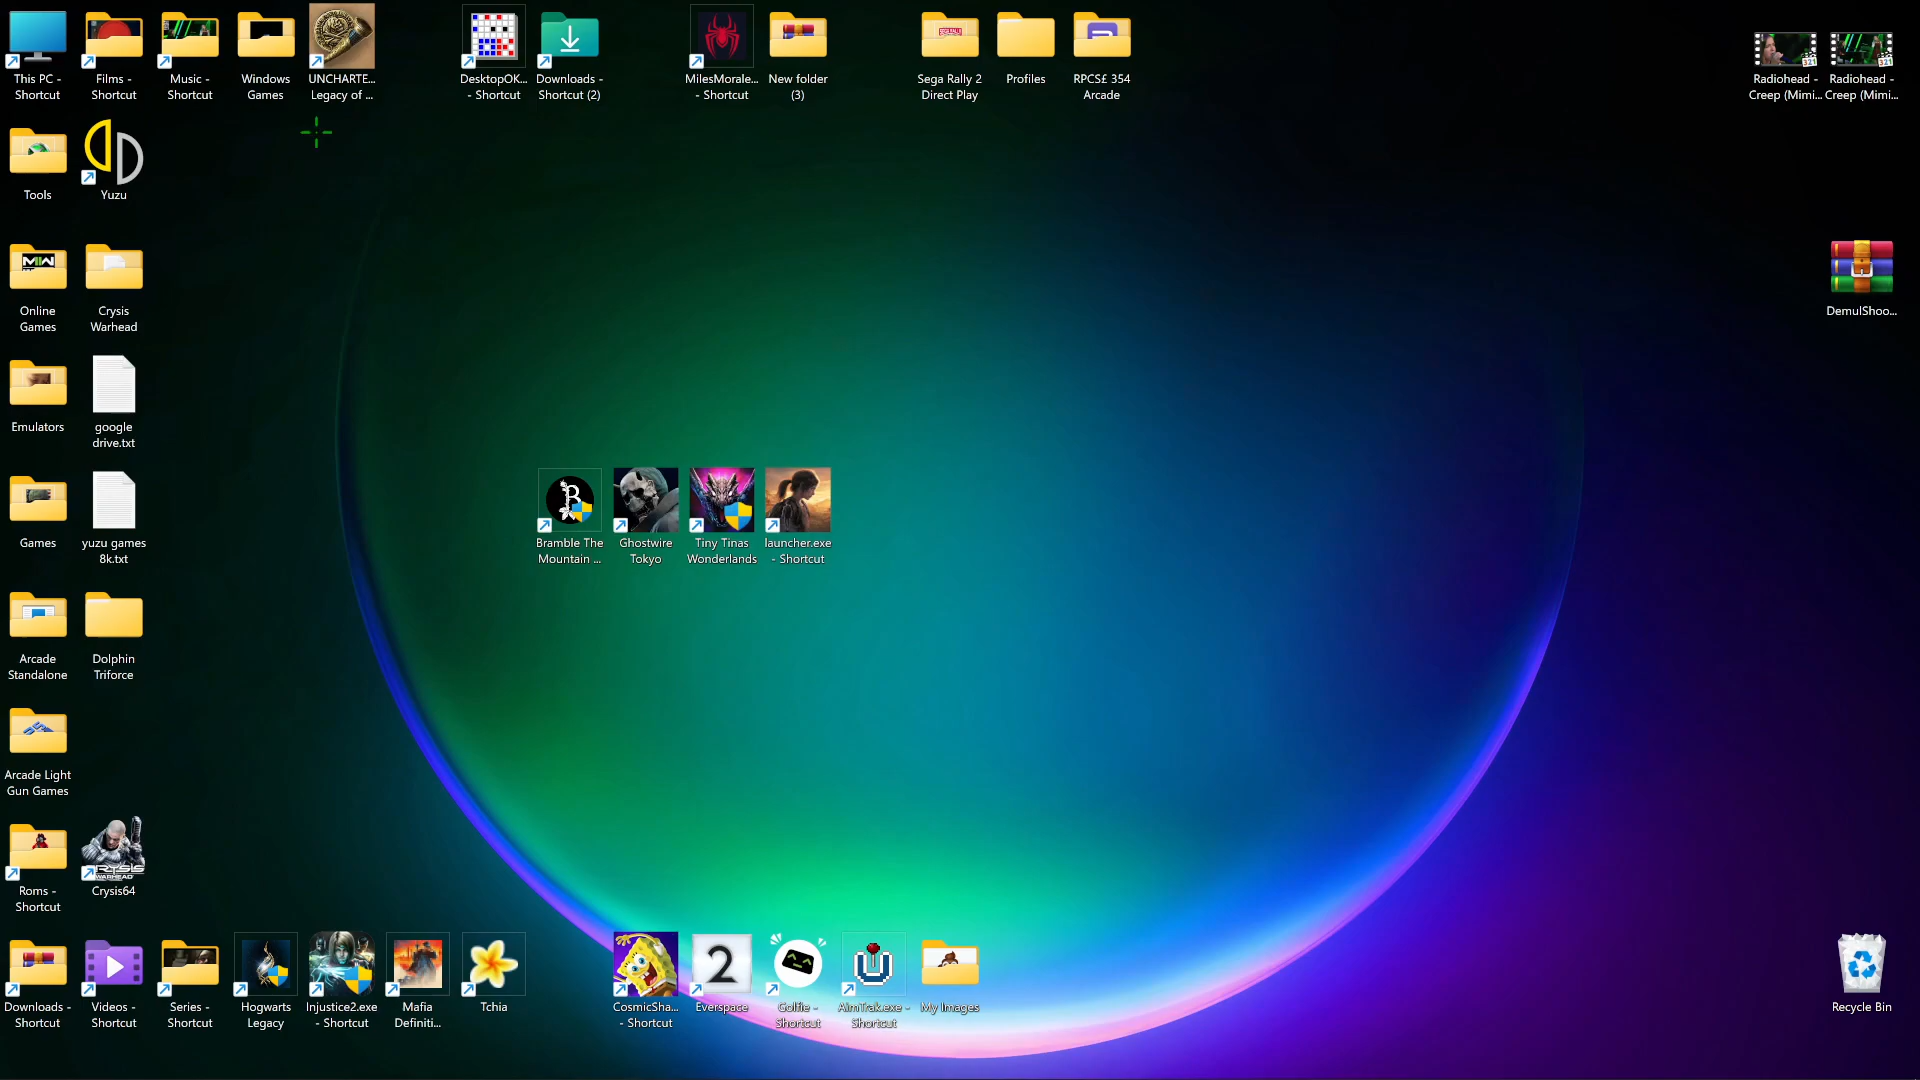 This PC -
Shortcut
Films -
Shortcut
Music -
Shortcut
Windows
Games
UNCHARTE...
Legacy of ...
DesktopOK...
- Shortcut
Downloads -
Shortcut (2)
MilesMorale...
- Shortcut
New folder
(3)
Sega Rally 2
Direct Play
Profiles
RPCS£ 354
Arcade
Radiohead -
Creep (Mimi...
Radiohead -
Creep (Mimi...
Tools
Yuzu
Online
Games
Crysis
Warhead
DemulShoo...
Emulators
google
drive.txt
Games
yuzu games
8k.txt
Bramble The
Mountain ...
Ghostwire
Tokyo
Tiny Tinas
Wonderlands
launcher.exe
- Shortcut
Arcade
Standalone
Dolphin
Triforce
Arcade Light
Gun Games
Roms -
Shortcut
Crysis64
Downloads -
Shortcut
Videos -
Shortcut
Series -
Shortcut
Hogwarts
Legacy
Injustice2.exe
- Shortcut
Mafia
Definiti...
Tchia
CosmicSha...
- Shortcut
Everspace
Golfie -
Shortcut
AimTrak.exe -
Shortcut
My Images
Recycle Bin